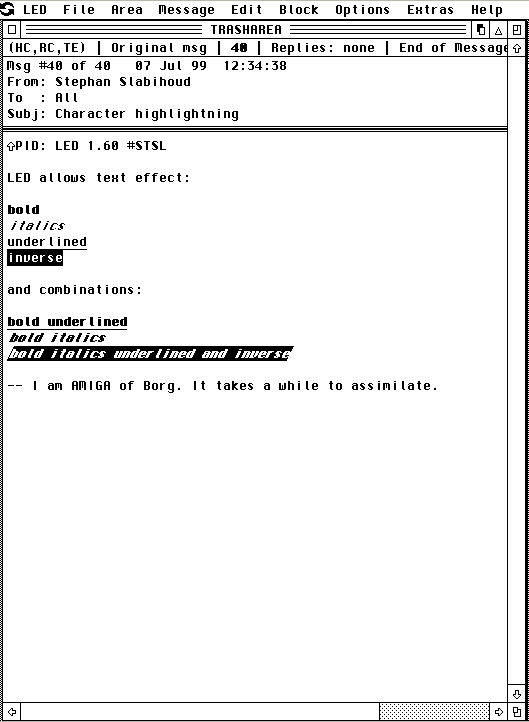 LED File Area Message Edit Block Options Extras Help
TRASHAREA
(HC,RC,TE) | Original msg | 40 | Replies: none | End of Message
Msg #40 of 40 07 Jul 99 12:34:38
From: Stephan Slabihoud
To : All
Subj: Character highlightning
⇧PID: LED 1.60 #STSL
LED allows text effect:
bold
italics
underlined
inverse
and combinations:
bold underlined
bold italics
bold italics underlined and inverse
-- I am AMIGA of Borg. It takes a while to assimilate.